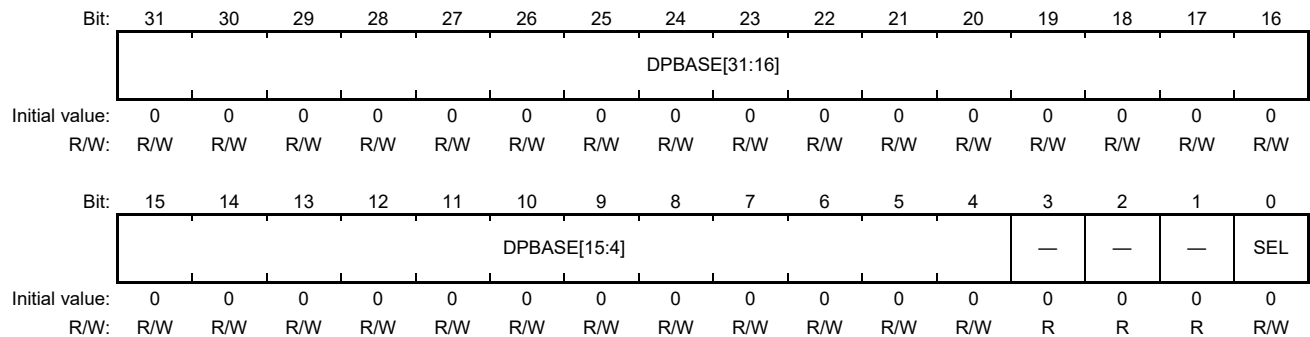 Bit: 31 30 29 28 27 26 25 24 23 22 21 20 19 18 17 16
DPBASE[31:16]
Initial value: 0 0 0 0 0 0 0 0 0 0 0 0 0 0 0 0
R/W: R/W R/W R/W R/W R/W R/W R/W R/W R/W R/W R/W R/W R/W R/W R/W R/W
Bit: 15 14 13 12 11 10 9 8 7 6 5 4 3 2 1 0
DPBASE[15:4] — — — SEL
Initial value: 0 0 0 0 0 0 0 0 0 0 0 0 0 0 0 0
R/W: R/W R/W R/W R/W R/W R/W R/W R/W R/W R/W R/W R/W R R R R/W